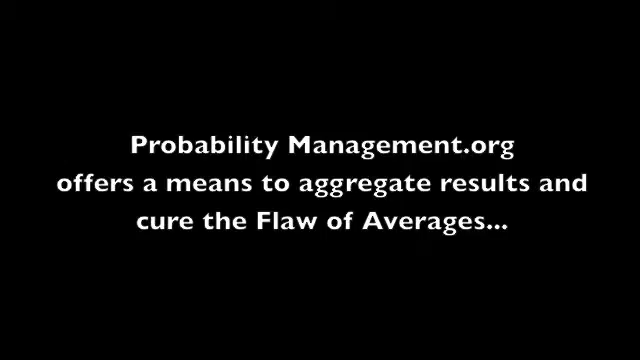 Probability Management.org
offers a means to aggregate results and
cure the Flaw of Averages...